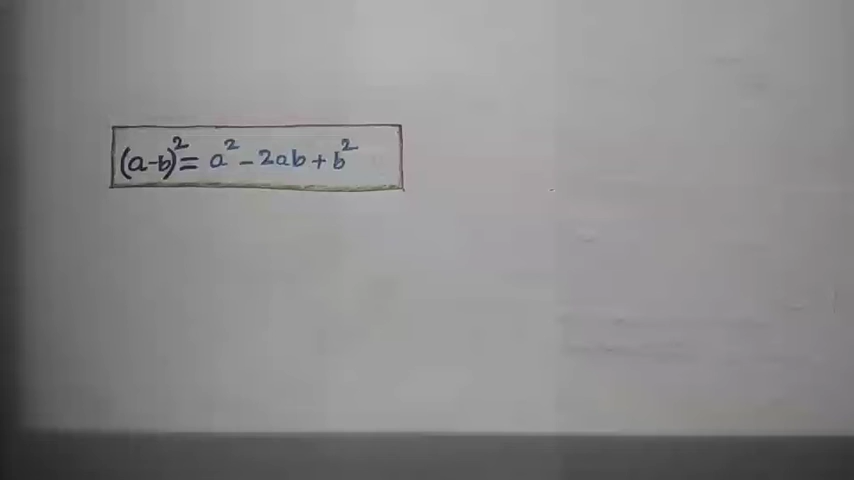 (a-b)² = a² - 2ab + b²